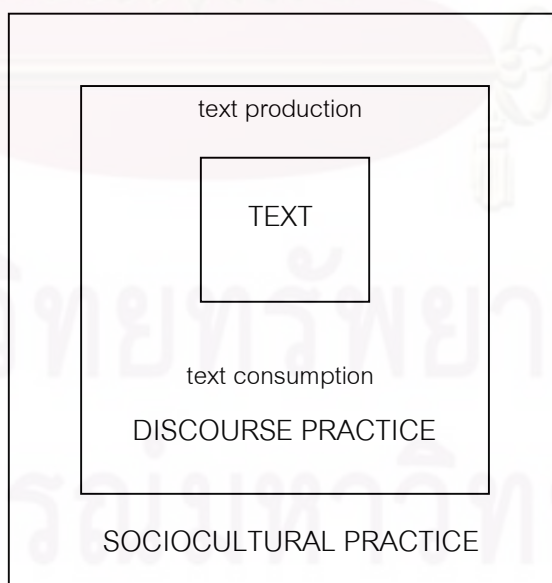 text production
TEXT
text consumption
DISCOURSE PRACTICE
SOCIOCULTURAL PRACTICE